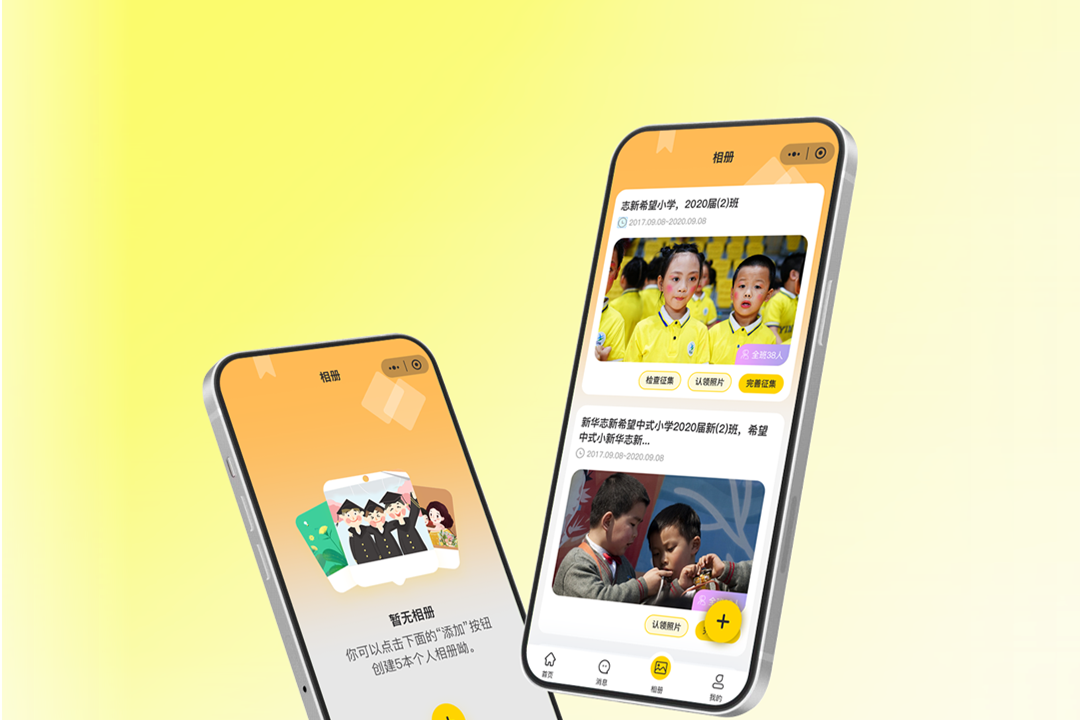 相册
志新希望小学，2020届(2)班
2017.09.08-2020.09.08
全班38人
检查征集
认领照片
完善征集
新华志新希望中式小学2020届新(2)班，希望
中式小新华志新...
2017.09.08-2020.09.08
认领照片
首页
消息
相册
我的
相册
暂无相册
你可以点击下面的“添加”按钮
创建5本个人相册呦。